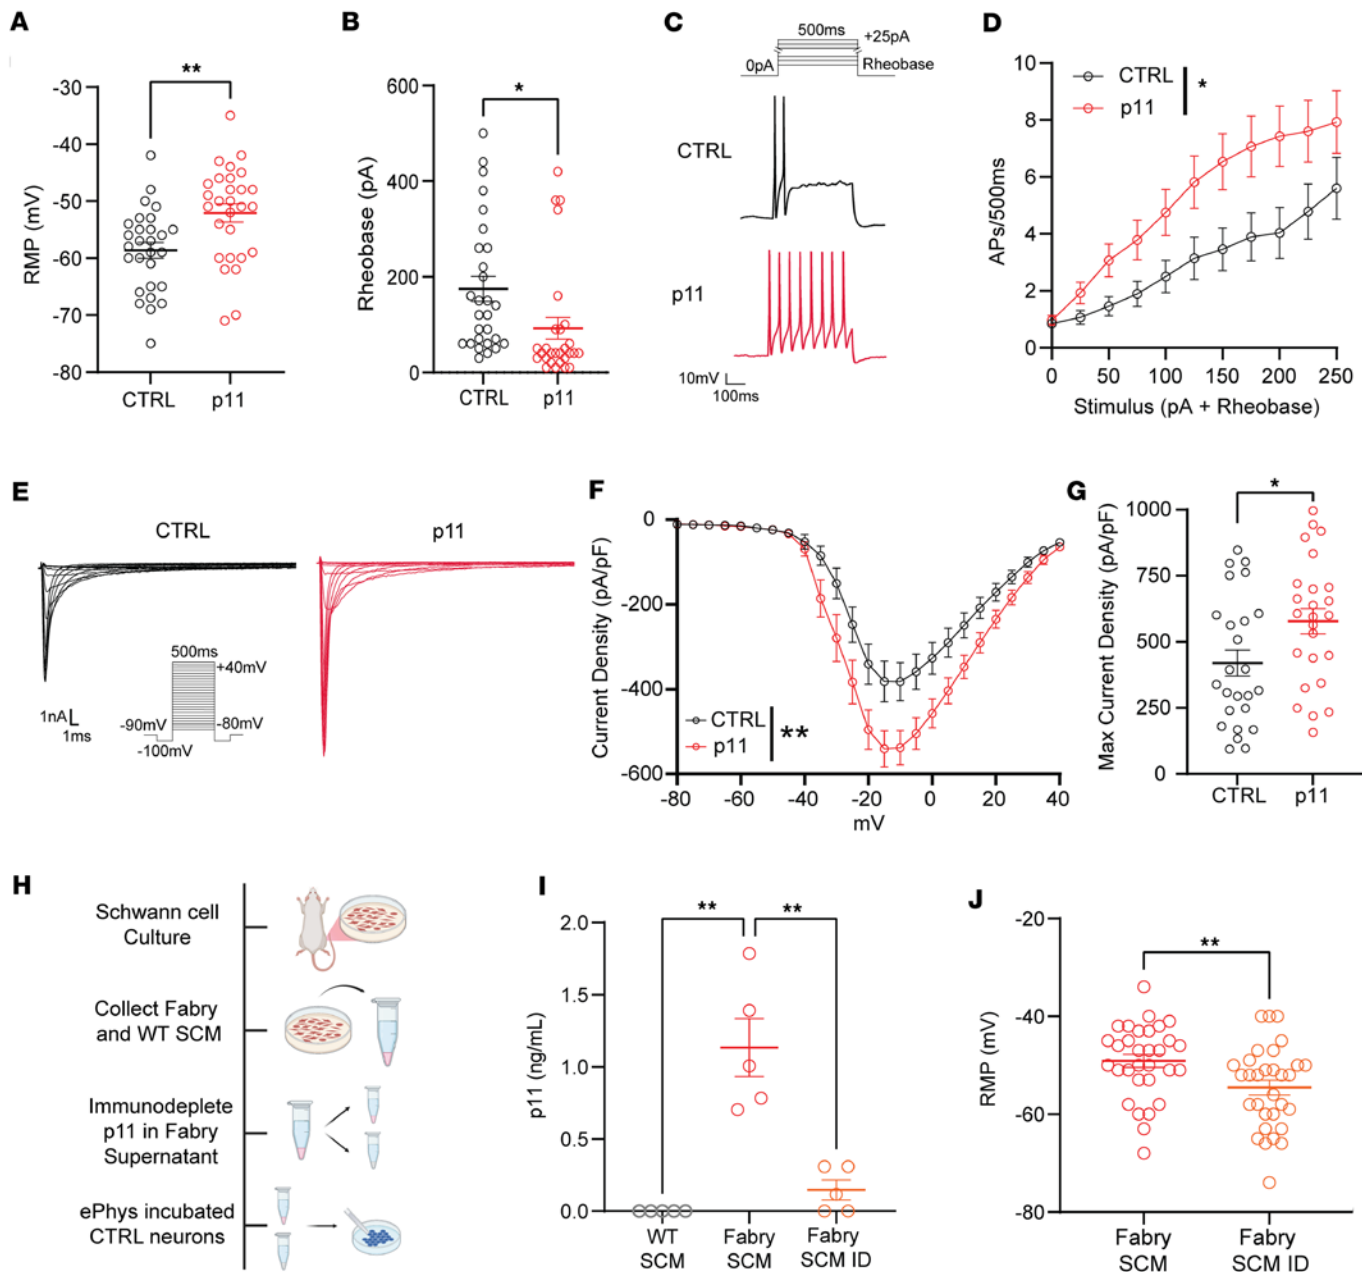 A
**
RMP (mV)
-30
-40
-50
-60
-70
-80
CTRL
p11
B
*
Rheobase (pA)
600
400
200
0
CTRL
p11
C
500ms
+25pA
0pA
Rheobase
CTRL
p11
10mV
100ms
D
CTRL
p11
*
APs/500ms
10
8
6
4
2
0
0 50 100 150 200 250
Stimulus (pA + Rheobase)
E
CTRL
p11
500ms
+40mV
-90mV
-80mV
-100mV
1nA
1ms
F
Current Density (pA/pF)
0
-200
-400
-600
CTRL
p11
**
-80 -60 -40 -20 0 20 40
mV
G
*
Max Current Density (pA/pF)
1000
750
500
250
0
CTRL
p11
H
Schwann cell
Culture
Collect Fabry
and WT SCM
Immunodeplete
p11 in Fabry
Supernatant
ePhys incubated
CTRL neurons
I
** **
p11 (ng/mL)
2.0
1.5
1.0
0.5
0.0
WT
SCM
Fabry
SCM
Fabry
SCM ID
J
**
RMP (mV)
-20
-40
-60
-80
Fabry
SCM
Fabry
SCM ID